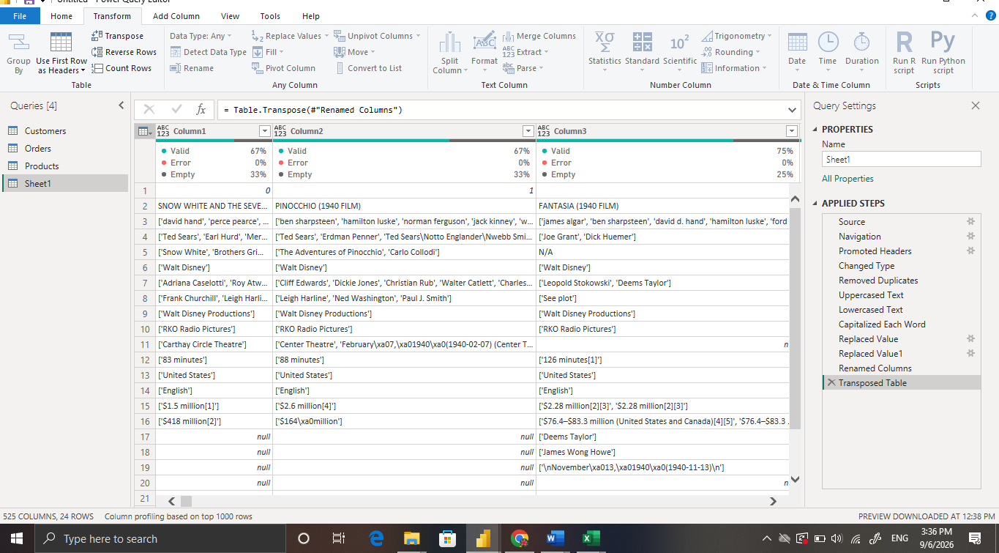 Untitled - Power Query Editor
File Home Transform Add Column View Tools Help
Group By
Use First Row as Headers
Transpose
Reverse Rows
Count Rows
Table
Data Type: Any
Detect Data Type
Rename
1 2 Replace Values
Fill
Pivot Column
Unpivot Columns
Move
Convert to List
Any Column
Split Column
ABC
Format
Merge Columns
ABC 123 Extract
abc Parse
Text Column
XΟ Σ
Statistics
Standard
10²
Scientific
Trigonometry
.00 Rounding
Information
Number Column
Date
Time
Duration
Date & Time Column
R
Run R script
Py
Run Python script
Scripts
Queries [4]
Customers
Orders
Products
Sheet1
fx
= Table.Transpose(#"Renamed Columns")
ABC 123 Column1 ABC 123 Column2 ABC 123 Column3
Valid 67% Valid 67% Valid 75%
Error 0% Error 0% Error 0%
Empty 33% Empty 33% Empty 25%
1 0 1
2 SNOW WHITE AND THE SEVE... PINOCCHIO (1940 FILM) FANTASIA (1940 FILM)
3 ['david hand', 'perce pearce', ... ['ben sharpsteen', 'hamilton luske', 'norman ferguson', 'jack kinney', 'w... ['james algar', 'ben sharpsteen', 'david d. hand', 'hamilton luske', 'ford
4 ['Ted Sears', 'Earl Hurd', 'Mer... ['Ted Sears', 'Erdman Penner', 'Ted Sears\Notto Englander\Nwebb Smi... ['Joe Grant', 'Dick Huemer']
5 ['Snow White', 'Brothers Gri... ['The Adventures of Pinocchio', 'Carlo Collodi'] N/A
6 ['Walt Disney'] ['Walt Disney'] ['Walt Disney']
7 ['Adriana Caselotti', 'Roy Atw... ['Cliff Edwards', 'Dickie Jones', 'Christian Rub', 'Walter Catlett', 'Charles... ['Leopold Stokowski', 'Deems Taylor']
8 ['Frank Churchill', 'Leigh Harli... ['Leigh Harline', 'Ned Washington', 'Paul J. Smith'] ['See plot']
9 ['Walt Disney Productions'] ['Walt Disney Productions'] ['Walt Disney Productions']
10 ['RKO Radio Pictures'] ['RKO Radio Pictures'] ['RKO Radio Pictures']
11 ['Carthay Circle Theatre'] ['Center Theatre', 'February\xa07,\xa01940\xa0(1940-02-07) (Center T... n
12 ['83 minutes'] ['88 minutes'] ['126 minutes[1]']
13 ['United States'] ['United States'] ['United States']
14 ['English'] ['English'] ['English']
15 ['$1.5 million[1]'] ['$2.6 million[4]'] ['$2.28 million[2][3]', '$2.28 million[2][3]']
16 ['$418 million[2]'] ['$164\xa0million'] ['$76.4–$83.3 million (United States and Canada)[4][5]', '$76.4–$83.3 .
17 null null ['Deems Taylor']
18 null null ['James Wong Howe']
19 null null ['\nNovember\xa013,\xa01940\xa0(1940-11-13)\n']
20 null null n
21
Query Settings
PROPERTIES
Name
Sheet1
All Properties
APPLIED STEPS
Source
Navigation
Promoted Headers
Changed Type
Removed Duplicates
Uppercased Text
Lowercased Text
Capitalized Each Word
Replaced Value
Replaced Value1
Renamed Columns
Transposed Table
525 COLUMNS, 24 ROWS Column profiling based on top 1000 rows PREVIEW DOWNLOADED AT 12:38 PM
Type here to search
ENG
3:36 PM
9/6/2026